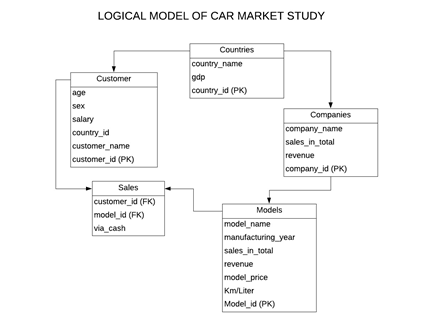 LOGICAL MODEL OF CAR MARKET STUDY
Countries
country_name
gdp
country_id (PK)
Customer
age
sex
salary
country_id
customer_name
customer_id (PK)
Companies
company_name
sales_in_total
revenue
company_id (PK)
Sales
customer_id (FK)
model_id (FK)
via_cash
Models
model_name
manufacturing_year
sales_in_total
revenue
model_price
Km/Liter
Model_id (PK)